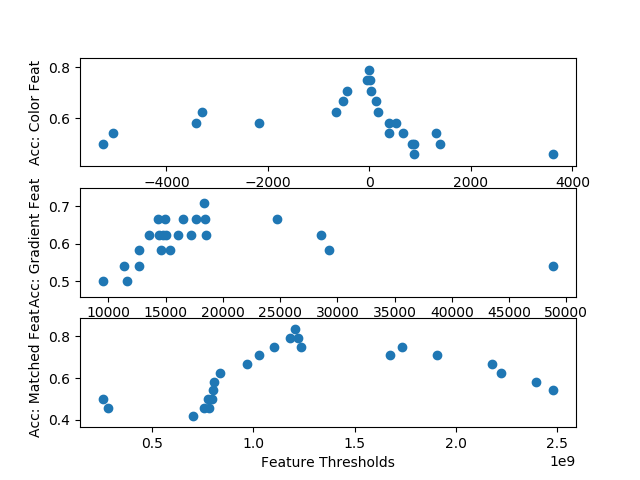 Acc: Color Feat
0.8
0.6
−4000 −2000 0 2000 4000
Acc: Gradient Feat
0.7
0.6
0.5
10000 15000 20000 25000 30000 35000 40000 45000 50000
Acc: Matched Feat
0.8
0.6
0.4
0.5 1.0 1.5 2.0 2.5
Feature Thresholds
1e9